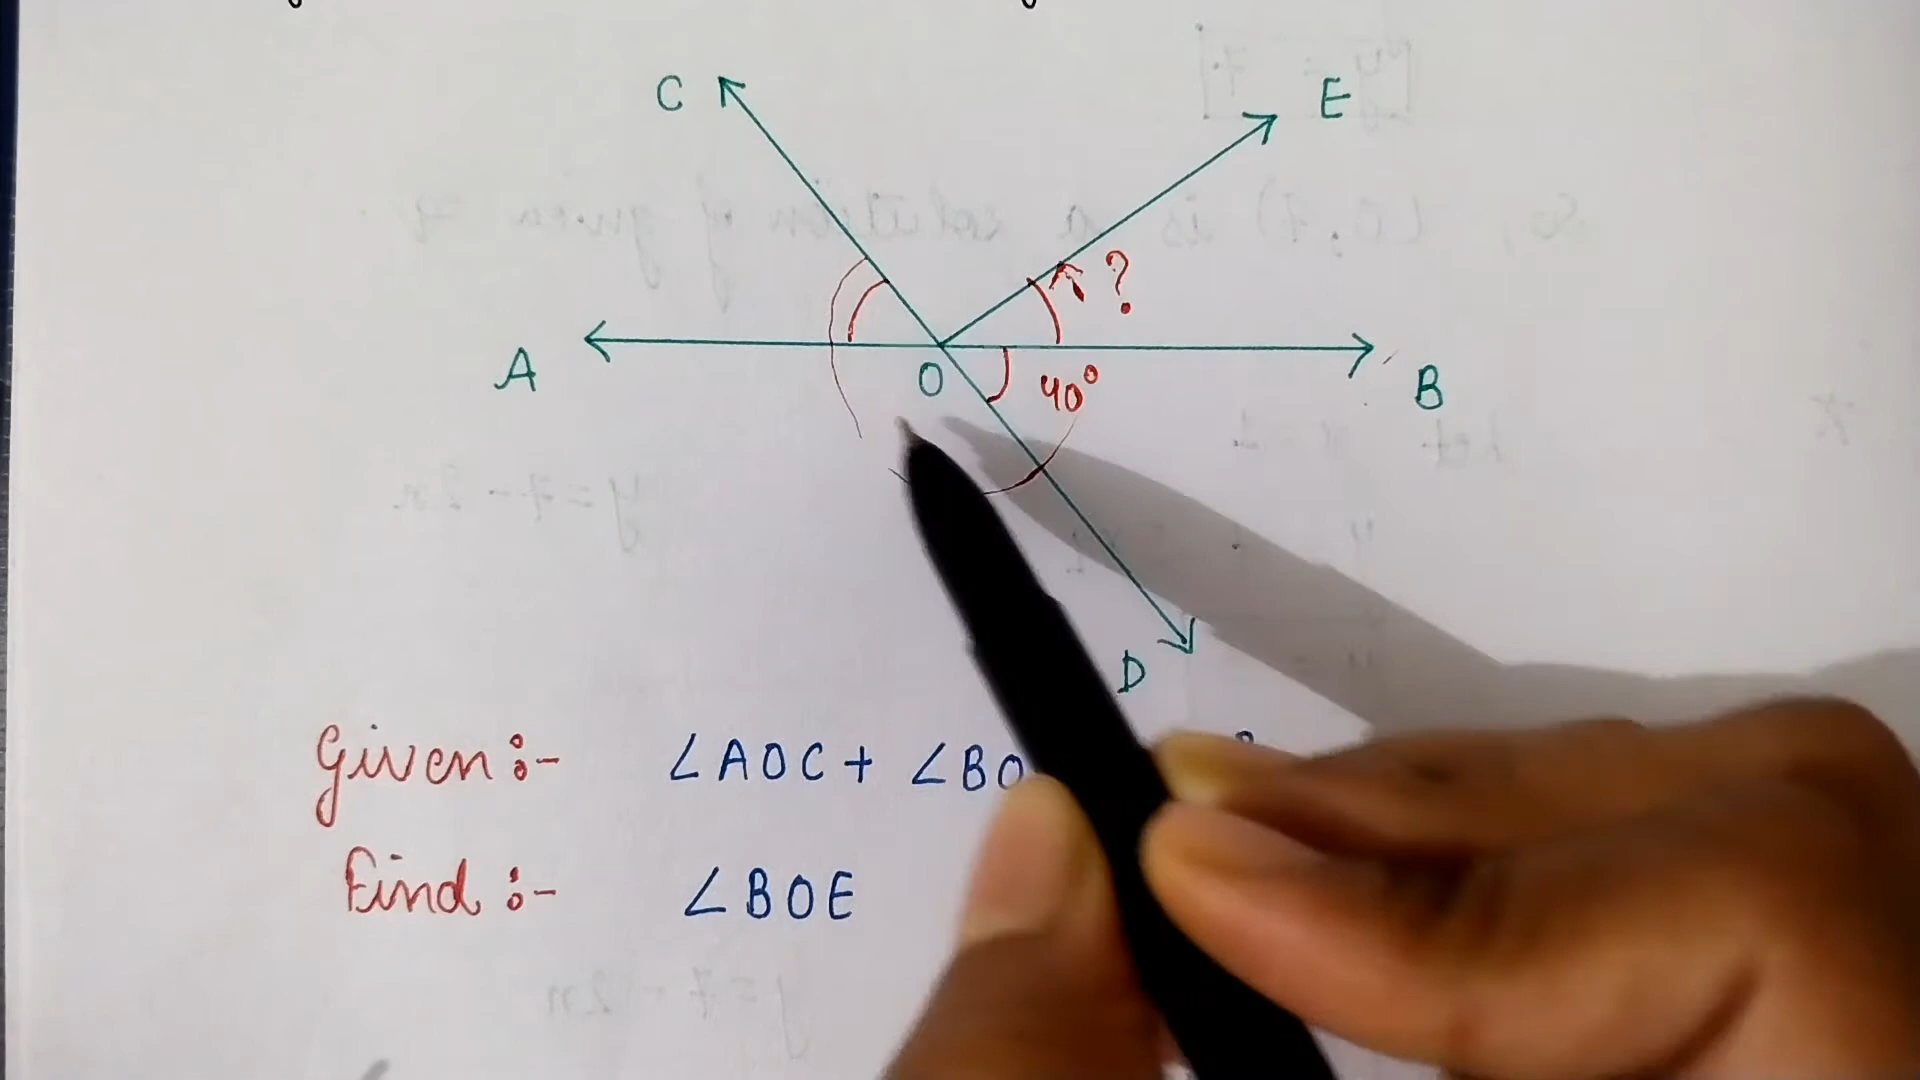 C
E
?
A
O
40°
B
D
Given :- ∠AOC + ∠BO
Find :- ∠BOE